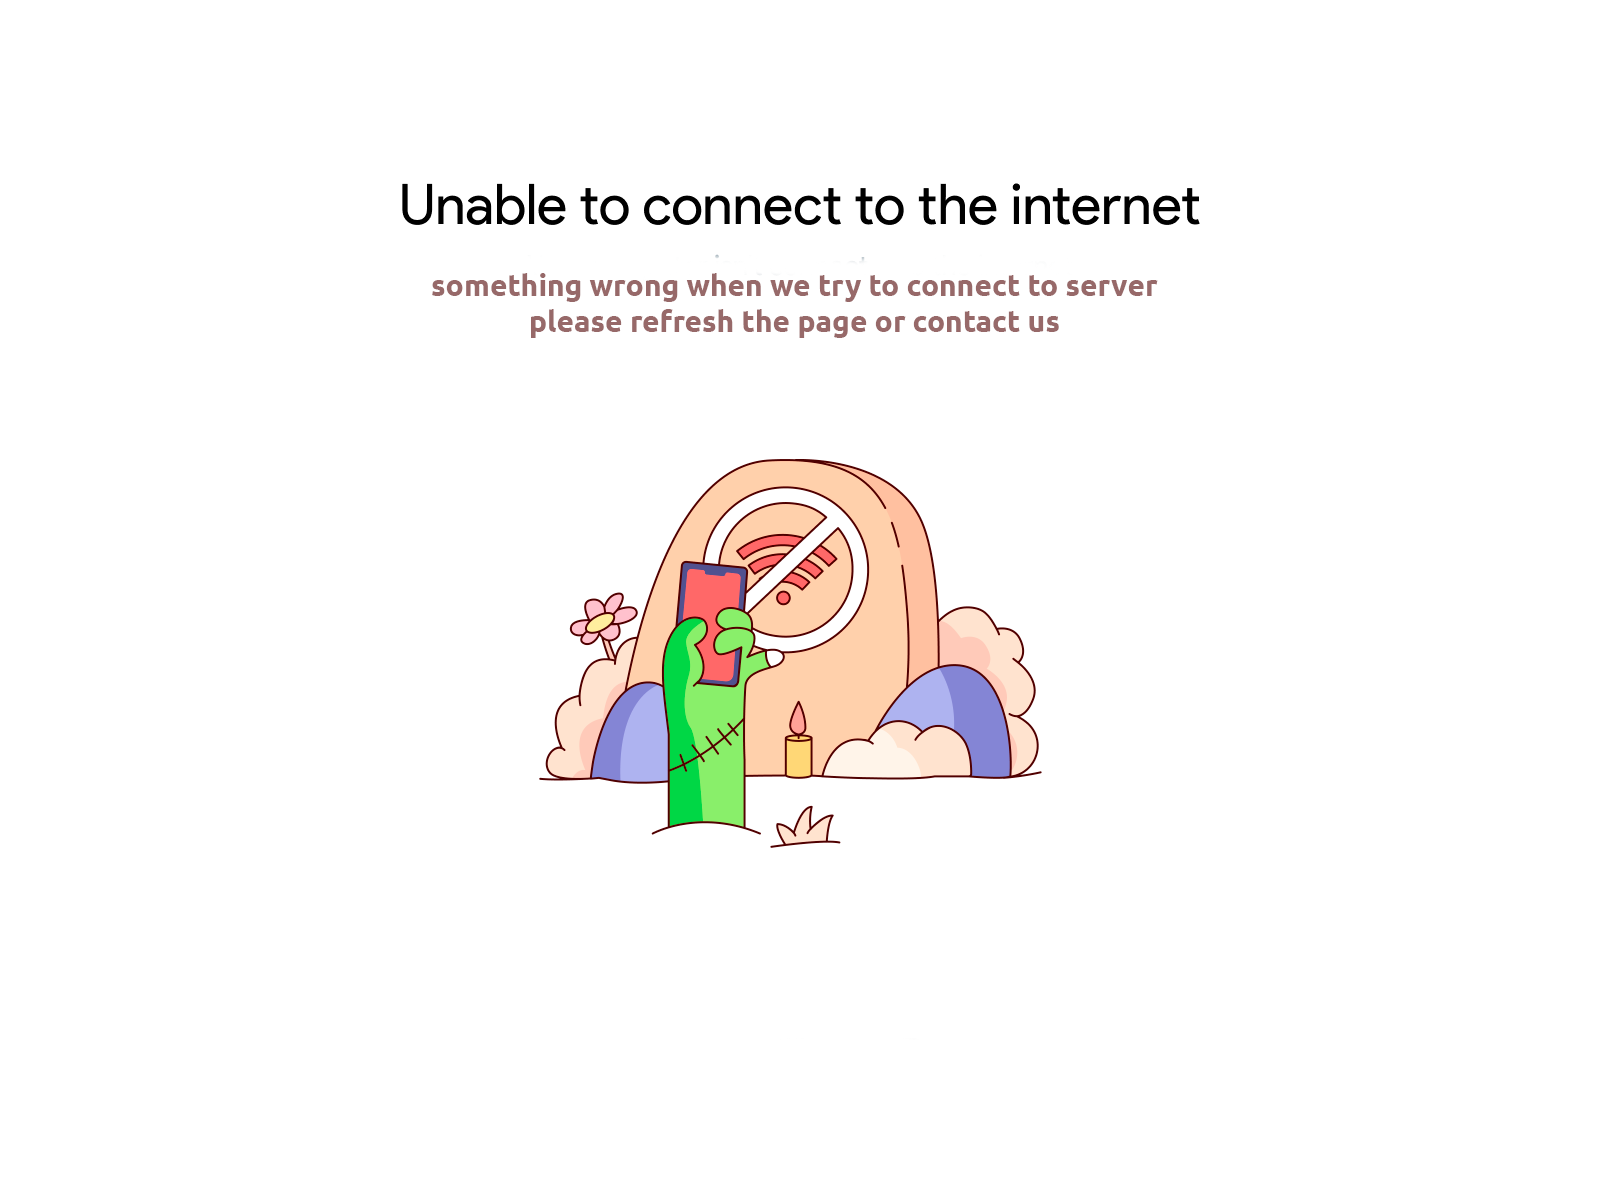 Unable to connect to the internet
something wrong when we try to connect to server
please refresh the page or contact us